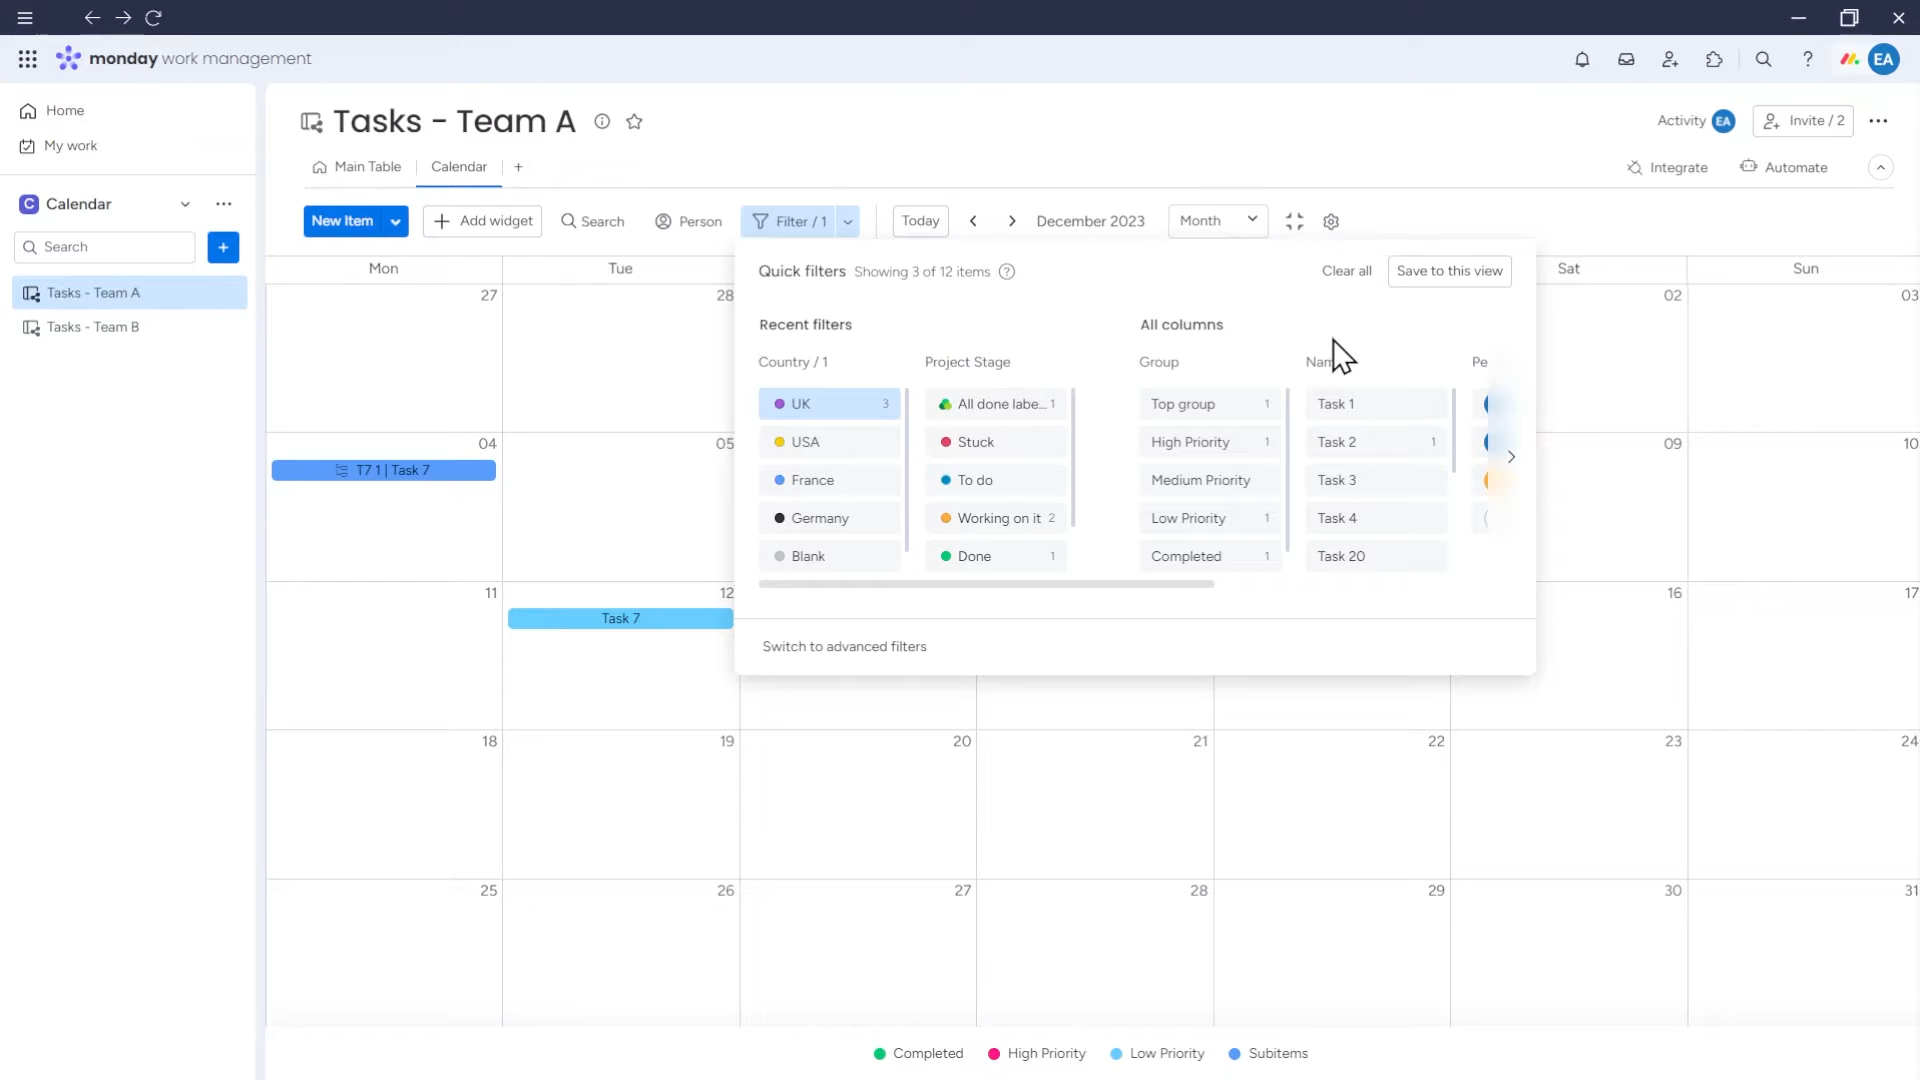 monday work management
EA
Home
My work
C Calendar
Search
+
Tasks - Team A
Tasks - Team B
Tasks - Team A
Activity EA
Invite / 2
Main Table
Calendar
+
Integrate
Automate
New Item
Add widget
Search
Person
Filter / 1
Today
December 2023
Month
Mon
Tue
Sat
Sun
Quick filters Showing 3 of 12 items
Clear all
Save to this view
Recent filters
All columns
Country / 1
Project Stage
Group
Pe
UK 3
USA
France
Germany
Blank
All done labe... 1
Stuck
To do
Working on it 2
Done 1
Top group 1
High Priority 1
Medium Priority
Low Priority 1
Completed 1
Task 1
Task 2 1
Task 3
Task 4
Task 20
Switch to advanced filters
27 28 02 03
04 05 09 10
T7 1 | Task 7
11 12 16 17
Task 7
18 19 20 21 22 23 24
25 26 27 28 29 30 31
Completed
High Priority
Low Priority
Subitems